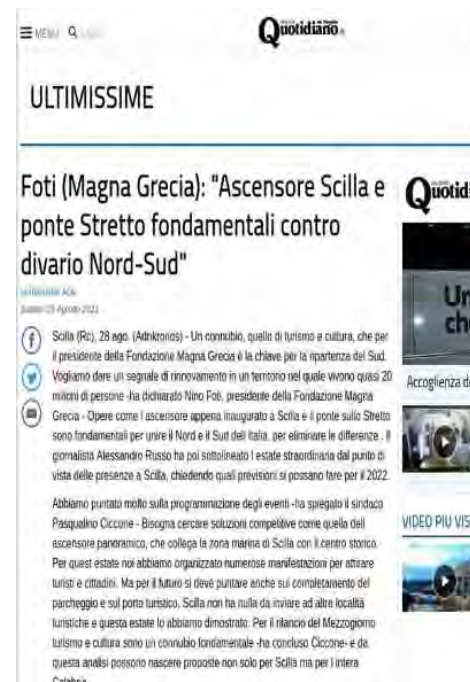 MENU
Quotidiano
ULTIMISSIME
Foti (Magna Grecia): "Ascensore Scilla e
ponte Stretto fondamentali contro
divario Nord-Sud"
Scilla (Rc), 28 ago. (Adnkronos) - Un connubio, quello di turismo e cultura, che per
il presidente della Fondazione Magna Grecia è la chiave per la ripartenza del Sud.
Vogliamo dare un segnale di rinnovamento in un territorio nel quale vivono quasi 20
milioni di persone -ha dichiarato Nino Foti, presidente della Fondazione Magna
Grecia - Opere come l ascensore appena inaugurato a Scilla e il ponte sullo Stretto
sono fondamentali per unire il Nord e il Sud dell Italia, per eliminare le differenze . Il
giornalista Alessandro Russo ha poi sottolineato l estate straordinaria dal punto di
vista delle presenze a Scilla, chiedendo quali previsioni si possano fare per il 2022.
Abbiamo puntato molto sulla programmazione degli eventi -ha spiegato il sindaco
Pasqualino Ciccone - Bisogna cercare soluzioni competitive come quella dell
ascensore panoramico, che collega la zona marina di Scilla con il centro storico.
Per quest estate noi abbiamo organizzato numerose manifestazioni per attirare
turisti e cittadini. Ma per il futuro si deve puntare anche sul completamento del
parcheggio e sul porto turistico. Scilla non ha nulla da inviare ad altre località
turistiche e questa estate lo abbiamo dimostrato. Per il rilancio del Mezzogiorno
turismo e cultura sono un connubio fondamentale -ha concluso Ciccone- e da
questa analisi possono nascere proposte non solo per Scilla ma per l intera
Calabria
Quotidi
Un
ch
Accoglienza d
VIDEO PIÙ VIS